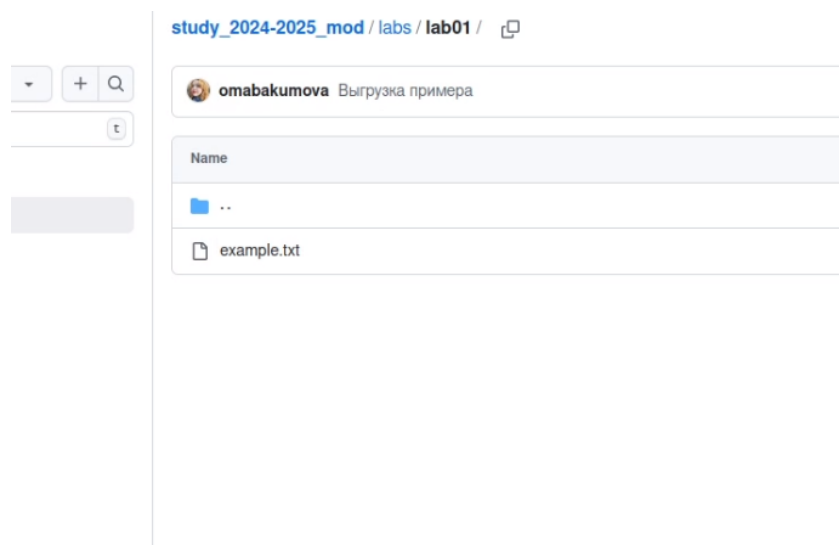 study_2024-2025_mod / labs / lab01 /
omabakumova Выгрузка примера
t
Name
..
example.txt